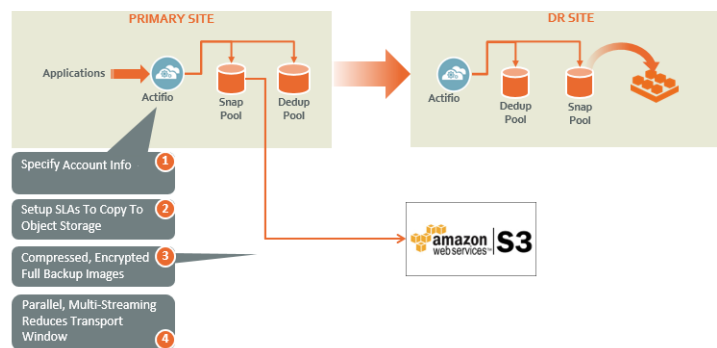 PRIMARY SITE
Applications
Actifio
Snap
Pool
Dedup
Pool
DR SITE
Actifio
Dedup
Pool
Snap
Pool
Specify Account Info
1
Setup SLAs To Copy To
Object Storage
2
Compressed, Encrypted
Full Backup Images
3
Parallel, Multi-Streaming
Reduces Transport
Window
4
amazon
web services™
S3